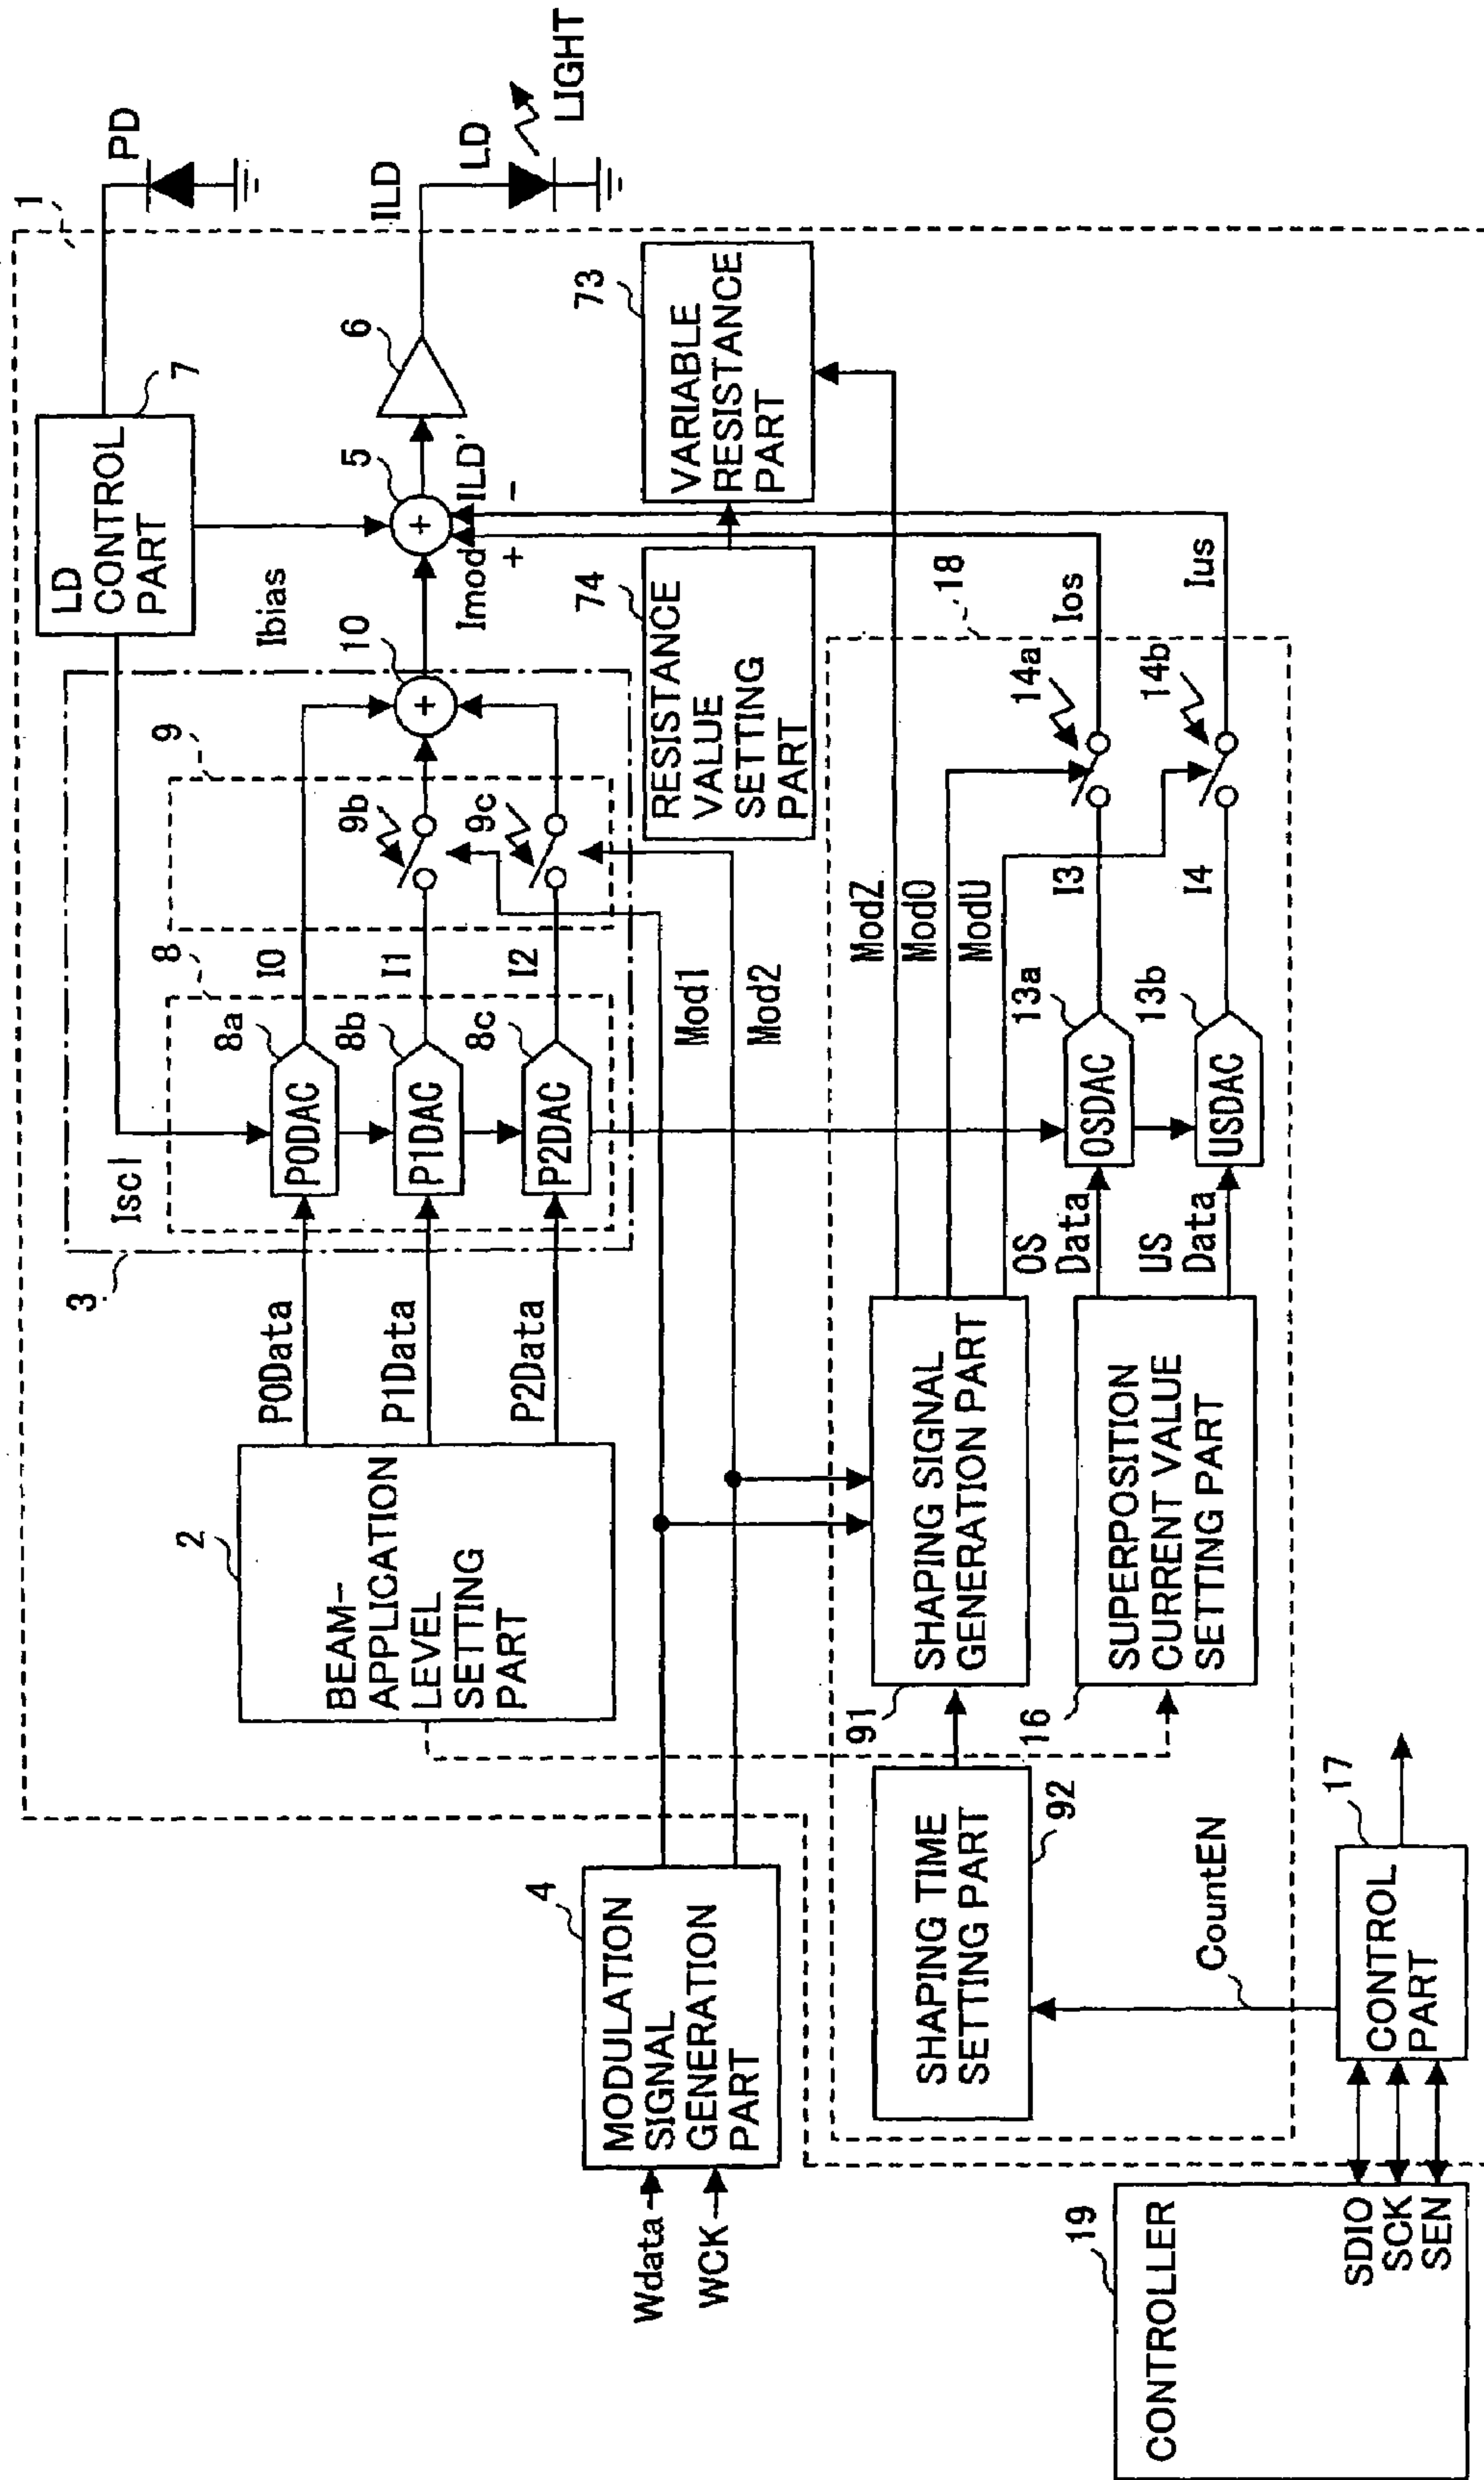 1
PD
LD
CONTROL
PART
7
Ibias
ILD
LD
LIGHT
6
5
ILD'
Imod
+
-
+
10
+
3
Iscl
8
9
8a
8b
8c
P0DAC
P1DAC
P2DAC
I0
I1
I2
9b
9c
P0Data
P1Data
P2Data
2
BEAM-
APPLICATION
LEVEL
SETTING
PART
Mod1
Mod2
73
VARIABLE
RESISTANCE
PART
74
RESISTANCE
VALUE
SETTING
PART
4
MODULATION
SIGNAL
GENERATION
PART
Wdata
WCK
18
ModZ
ModO
ModU
14a
14b
Ios
Ius
I3
I4
13a
13b
OSDAC
USDAC
OS
Data
US
Data
91
SHAPING SIGNAL
GENERATION PART
16
SUPERPOSITION
CURRENT VALUE
SETTING PART
92
SHAPING TIME
SETTING PART
CountEN
17
CONTROL
PART
19
CONTROLLER
SDIO
SCK
SEN